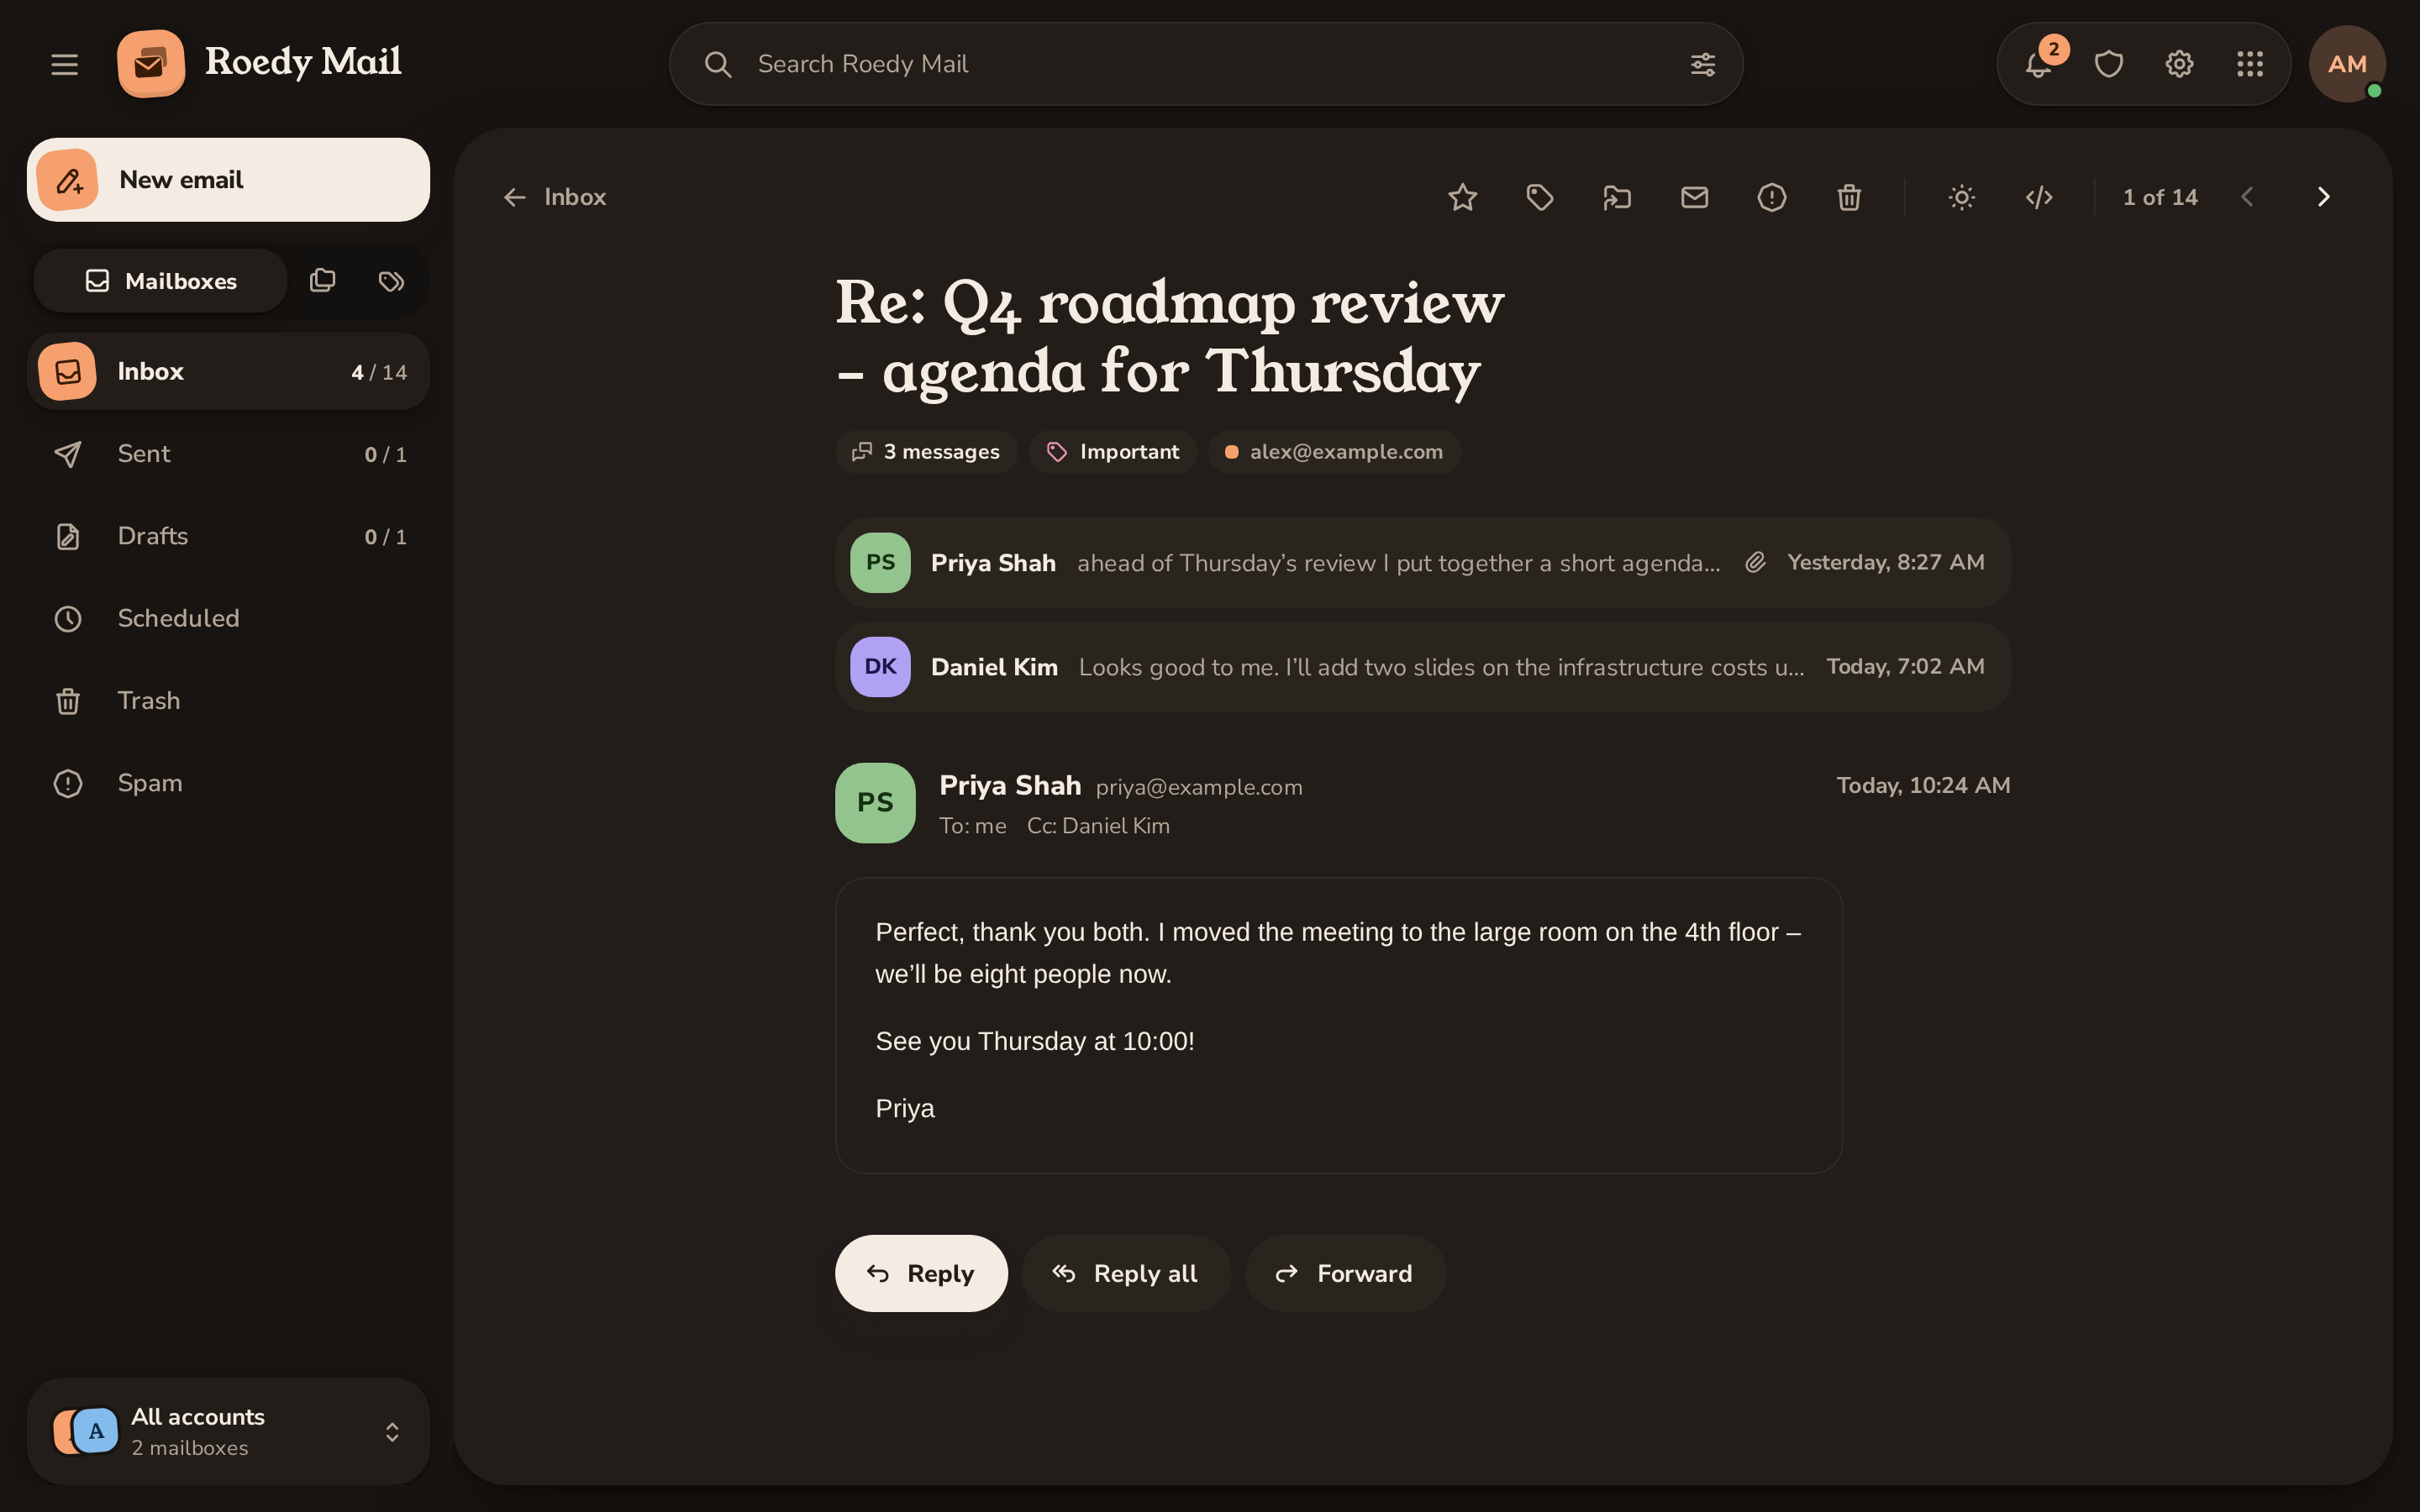 Roedy Mail
Search Roedy Mail
2
AM
New email
Mailboxes
Inbox 4 / 14
Sent 0 / 1
Drafts 0 / 1
Scheduled
Trash
Spam
All accounts
2 mailboxes
A
Inbox
1 of 14
Re: Q4 roadmap review
– agenda for Thursday
3 messages Important alex@example.com
PS Priya Shah ahead of Thursday’s review I put together a short agenda... Yesterday, 8:27 AM
DK Daniel Kim Looks good to me. I’ll add two slides on the infrastructure costs u... Today, 7:02 AM
PS Priya Shah priya@example.com Today, 10:24 AM
To: me Cc: Daniel Kim
Perfect, thank you both. I moved the meeting to the large room on the 4th floor –
we’ll be eight people now.
See you Thursday at 10:00!
Priya
Reply Reply all Forward